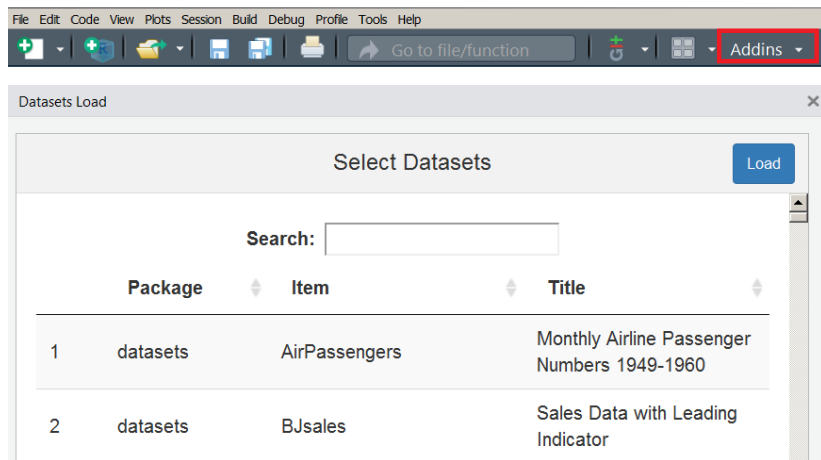 File Edit Code View Plots Session Build Debug Profile Tools Help
Go to file/function Addins
Datasets Load
Select Datasets Load
Search:
Package Item Title
1 datasets AirPassengers Monthly Airline Passenger
Numbers 1949-1960
2 datasets BJsales Sales Data with Leading
Indicator